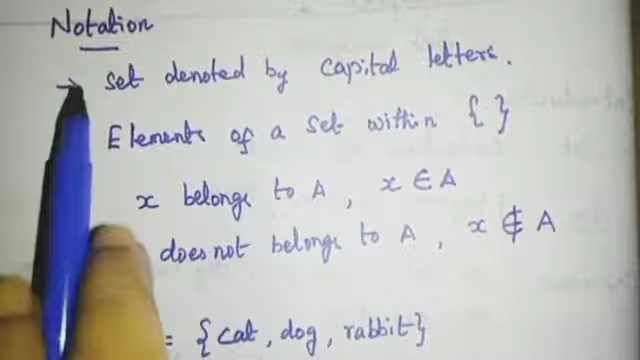 Notation
→ set denoted by capital letters.
Elements of a set within { }
x belongs to A, x ∈ A
does not belongs to A, x ∉ A
= {cat, dog, rabbit}